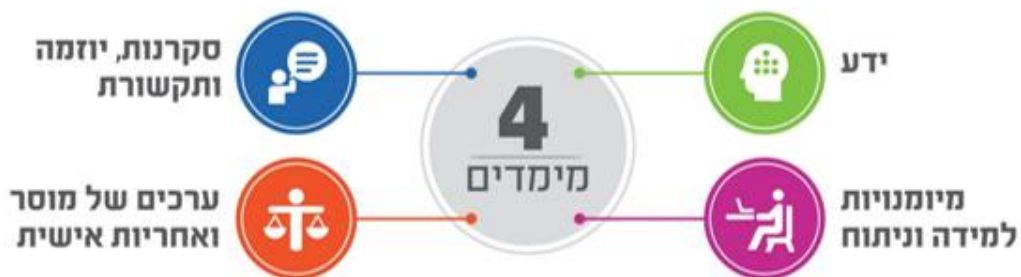 ידע
סקרנות, יוזמה
ותקשורת
4
מימדים
מיומנויות
למידה וניתוח
ערכים של מוסר
ואחריות אישית